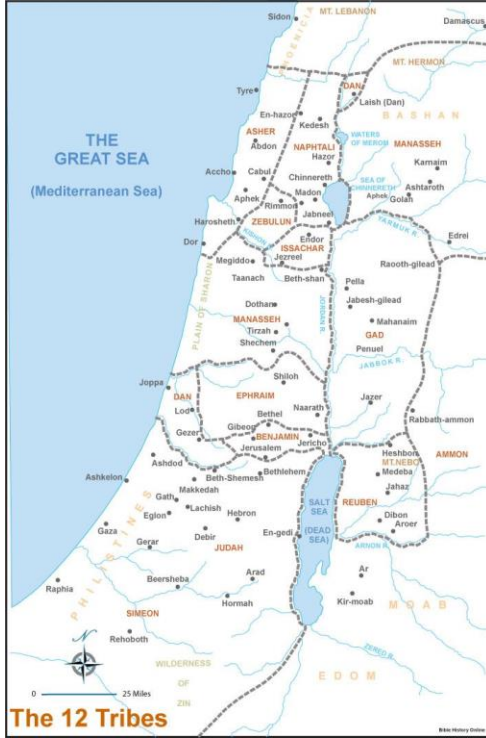 Sidon
PHOENICIA
MT. LEBANON
Damascus
MT. HERMON
Tyre
DAN
Laish (Dan)
En-hazor
Kedesh
BASHAN
ASHER
Abdon
NAPHTALI
WATERS
OF MEROM
MANASSEH
THE
GREAT SEA
(Mediterranean Sea)
Hazor
Karnaim
Accho
Cabul
Chinnereth
SEA OF
CHINNERETH
Ashtaroth
Aphek
Rimmon
Madon
Aphek
Golah
Harosheth
ZEBULUN
Jabneel
YARMUK R.
Dor
KISHON
Endor
ISSACHAR
Edrei
Megiddo
Jezreel
Raooth-gilead
Taanach
Beth-shan
PLAIN OF SHARON
Pella
Dothan
JORDAN R.
Jabesh-gilead
MANASSEH
Mahanaim
Tirzah
GAD
Shechem
Penuel
JABBOK R.
Joppa
Shiloh
DAN
EPHRAIM
Jazer
Lod
Bethel
Naarath
Rabbath-ammon
Gezer
Gibeon
BENJAMIN
Jericho
Heshbon
AMMON
Ashdod
Jerusalem
MT.NEBO
Ashkelon
Beth-Shemesh
Bethlehem
Medeba
Makkedah
Gath
Lachish
SALT
SEA
(DEAD
SEA)
REUBEN
Jahaz
Eglon
Hebron
Dibon
Gaza
Debir
En-gedi
Aroer
PHILISTINES
Gerar
JUDAH
ARNON R.
Raphia
Beersheba
Arad
Ar
Hormah
Kir-moab
MOAB
SIMEON
Rehoboth
N
WILDERNESS
OF
ZIN
ZERED R.
EDOM
0 25 Miles
The 12 Tribes
Bible History Online